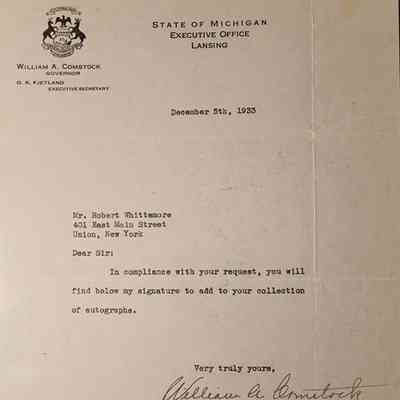 STATE OF MICHIGAN
EXECUTIVE OFFICE
LANSING
WILLIAM A. COMSTOCK
GOVERNOR
G. K. FJETLAND
EXECUTIVE SECRETARY
December 5th, 1933
Mr. Robert Whittemore
401 East Main Street
Union, New York
Dear Sir:
In compliance with your request, you will
find below my signature to add to your collection
of autographs.
Very truly yours,
William A Comstock